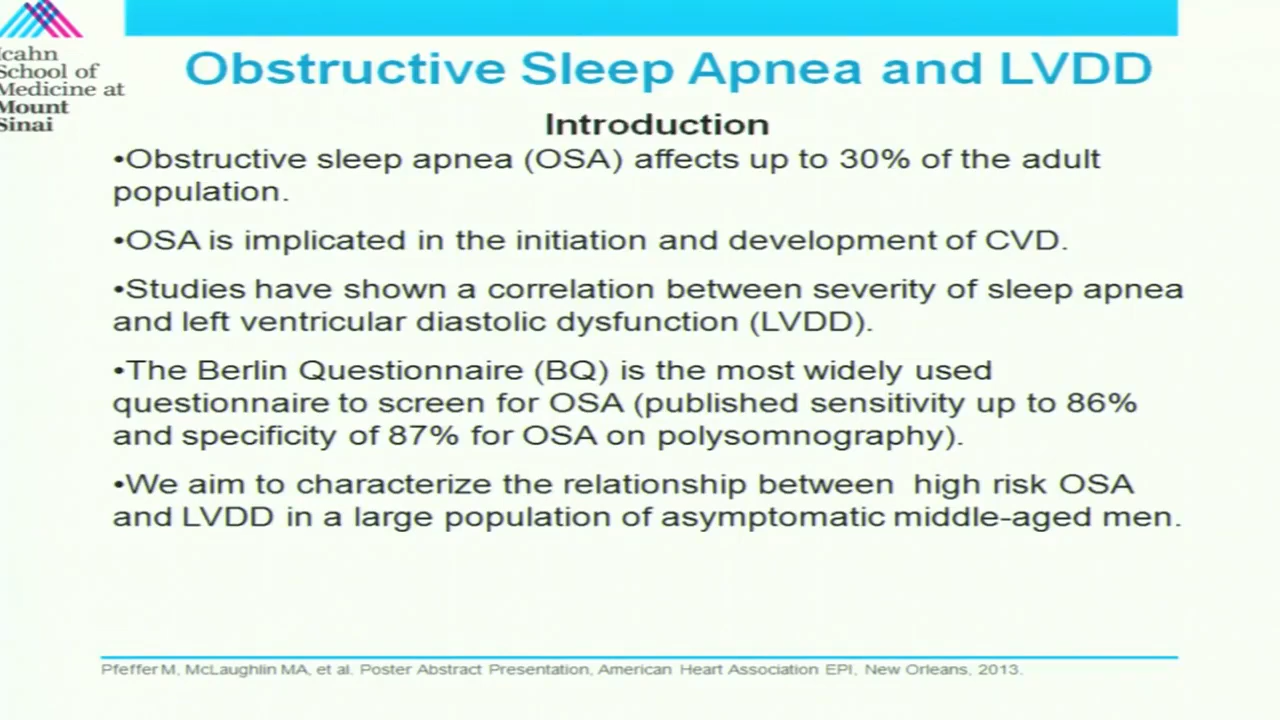 Icahn
School of
Medicine at
Mount
Sinai
Obstructive Sleep Apnea and LVDD
Introduction
•Obstructive sleep apnea (OSA) affects up to 30% of the adult
population.
•OSA is implicated in the initiation and development of CVD.
•Studies have shown a correlation between severity of sleep apnea
and left ventricular diastolic dysfunction (LVDD).
•The Berlin Questionnaire (BQ) is the most widely used
questionnaire to screen for OSA (published sensitivity up to 86%
and specificity of 87% for OSA on polysomnography).
•We aim to characterize the relationship between high risk OSA
and LVDD in a large population of asymptomatic middle-aged men.
Pfeffer M, McLaughlin MA, et al. Poster Abstract Presentation, American Heart Association EPI, New Orleans, 2013.